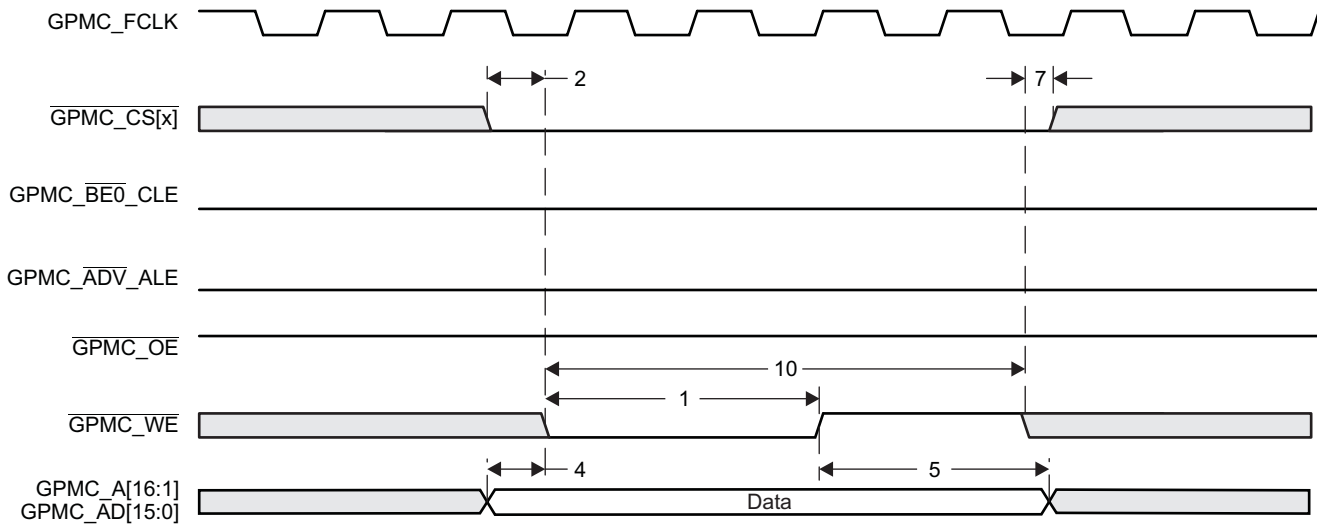 GPMC_FCLK
2
7
GPMC_CS[x]
GPMC_BE0_CLE
GPMC_ADV_ALE
GPMC_OE
10
1
GPMC_WE
4
5
GPMC_A[16:1]
GPMC_AD[15:0]
Data